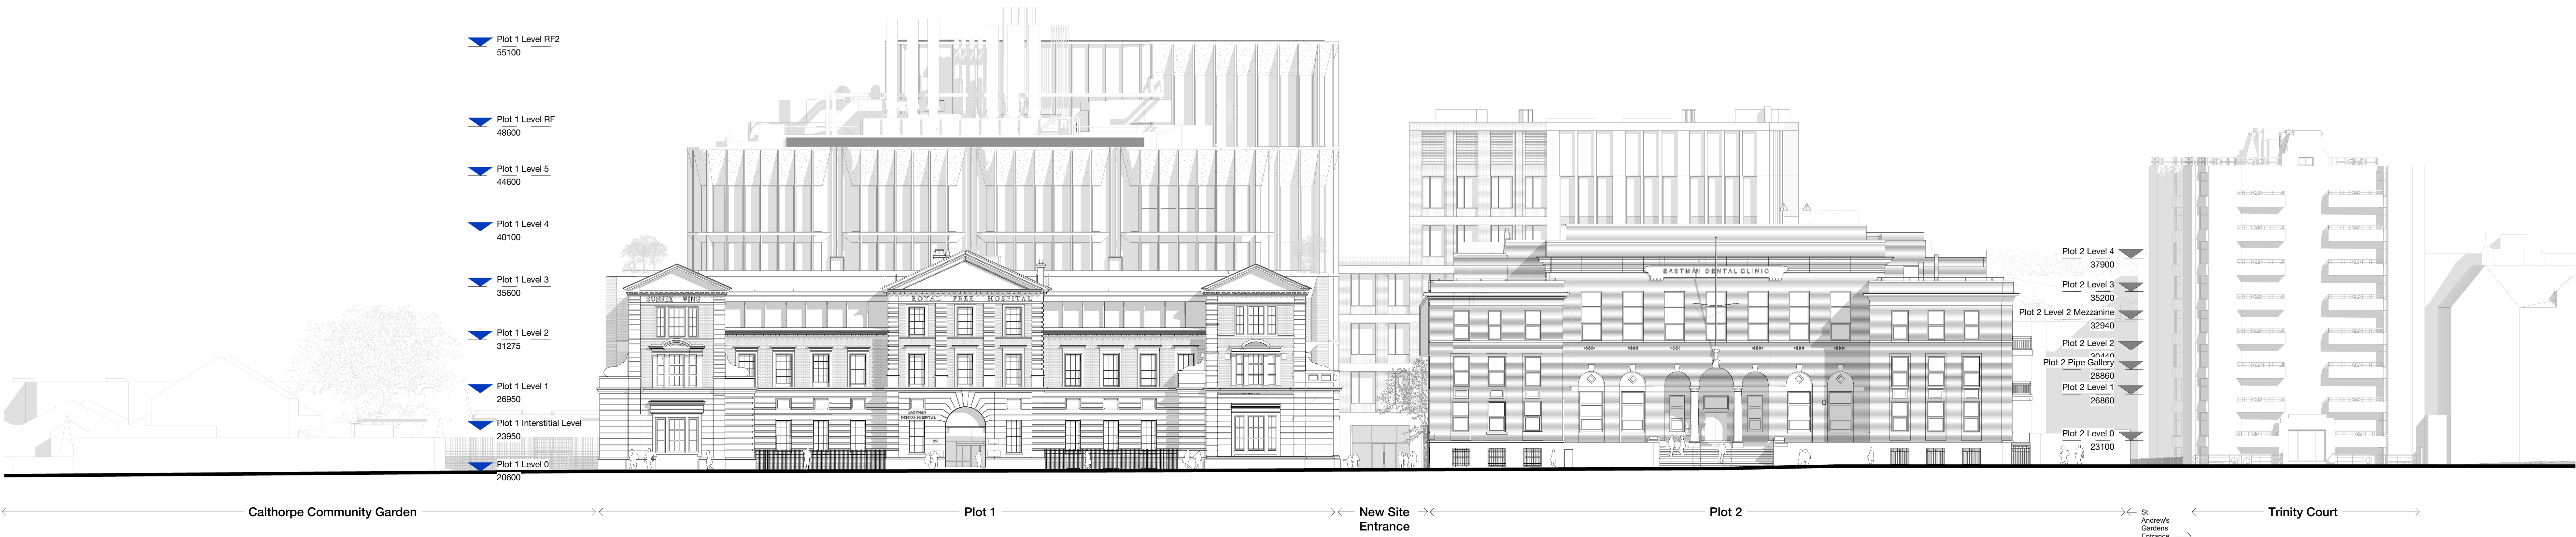 Plot 1 Level RF2
55100
Plot 1 Level RF
48600
Plot 1 Level 5
44600
Plot 1 Level 4
40100
Plot 1 Level 3
35600
Plot 1 Level 2
31275
Plot 1 Level 1
26950
Plot 1 Interstitial Level
23950
Plot 1 Level 0
20600
SUSSEX WING
ROYAL FREE HOSPITAL
EASTMAN
DENTAL HOSPITAL
EASTMAN DENTAL CLINIC
Plot 2 Level 4
37900
Plot 2 Level 3
35200
Plot 2 Level 2 Mezzanine
32940
Plot 2 Level 2
30440
Plot 2 Pipe Gallery
28860
Plot 2 Level 1
26860
Plot 2 Level 0
23100
Calthorpe Community Garden
Plot 1
New Site
Entrance
Plot 2
St.
Andrew's
Gardens
Entrance
Trinity Court